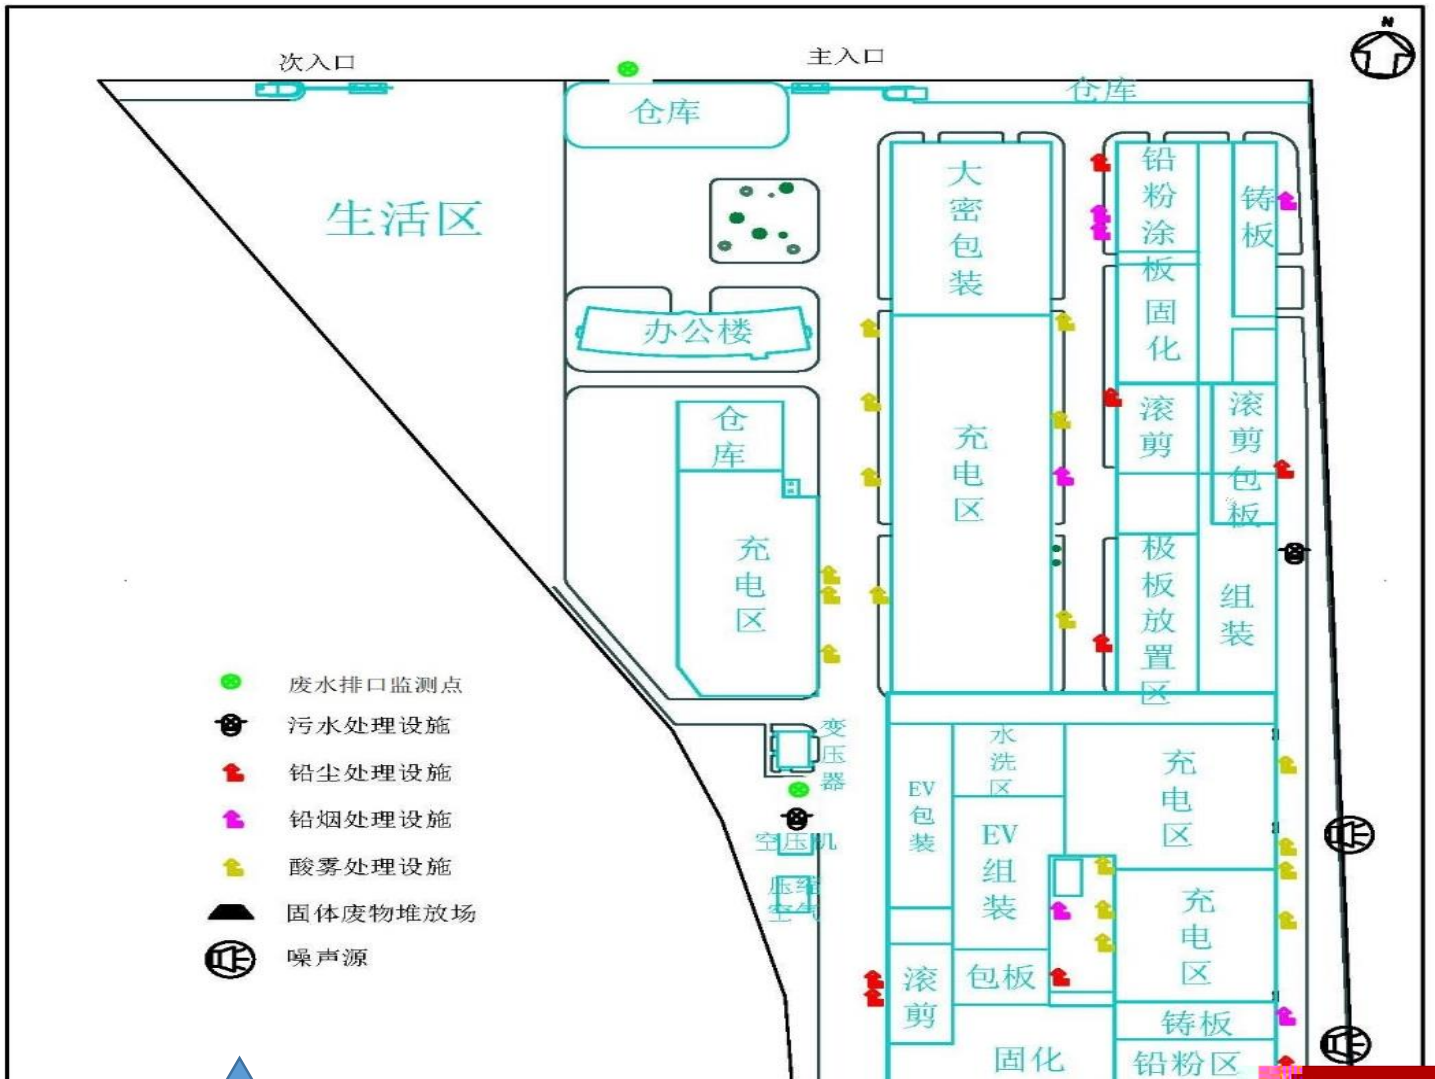 N
次入口
主入口
仓库
仓库
生活区
大密包装
铅粉涂板
铸板
固化
办公楼
仓库
充电区
滚剪
滚剪
包板
充电区
极板放置区
组装
废水排口监测点
污水处理设施
铅尘处理设施
铅烟处理设施
酸雾处理设施
固体废物堆放场
噪声源
变压器
空压机
压缩空气
EV包装
水洗区
充电区
EV组装
充电区
滚剪
包板
铸板
固化
铅粉区